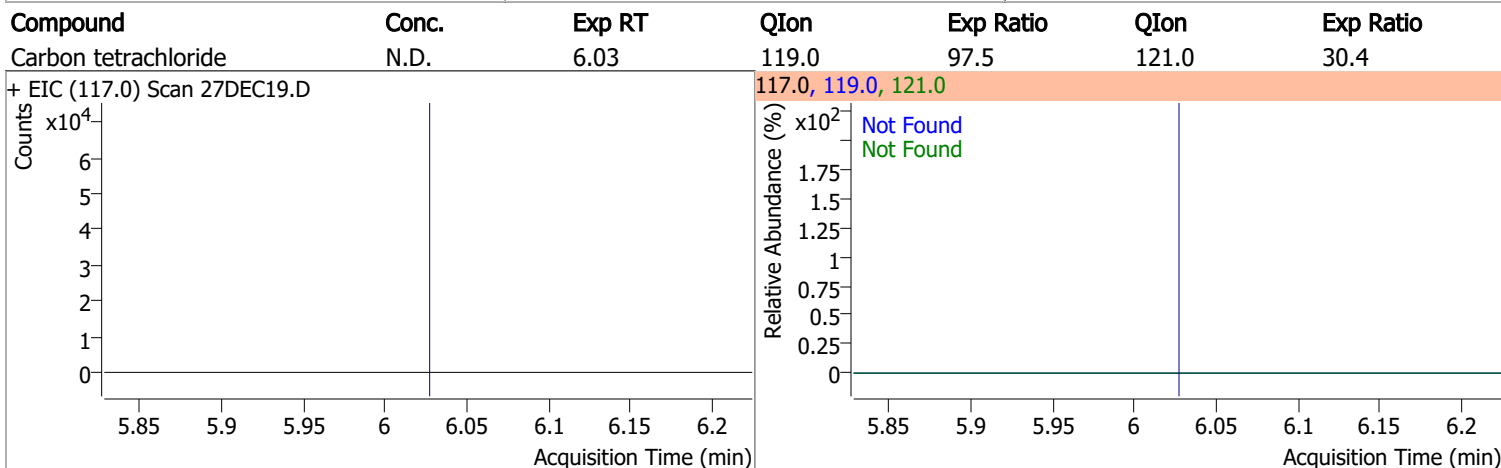 Compound Conc. Exp RT QIon Exp Ratio QIon Exp Ratio
Carbon tetrachloride N.D. 6.03 119.0 97.5 121.0 30.4
+ EIC (117.0) Scan 27DEC19.D
Counts
x10^4
6
5
4
3
2
1
0
5.85 5.9 5.95 6 6.05 6.1 6.15 6.2
Acquisition Time (min)
117.0, 119.0, 121.0
Relative Abundance (%)
x10^2
Not Found
Not Found
1.75
1.5
1.25
1
0.75
0.5
0.25
0
5.85 5.9 5.95 6 6.05 6.1 6.15 6.2
Acquisition Time (min)